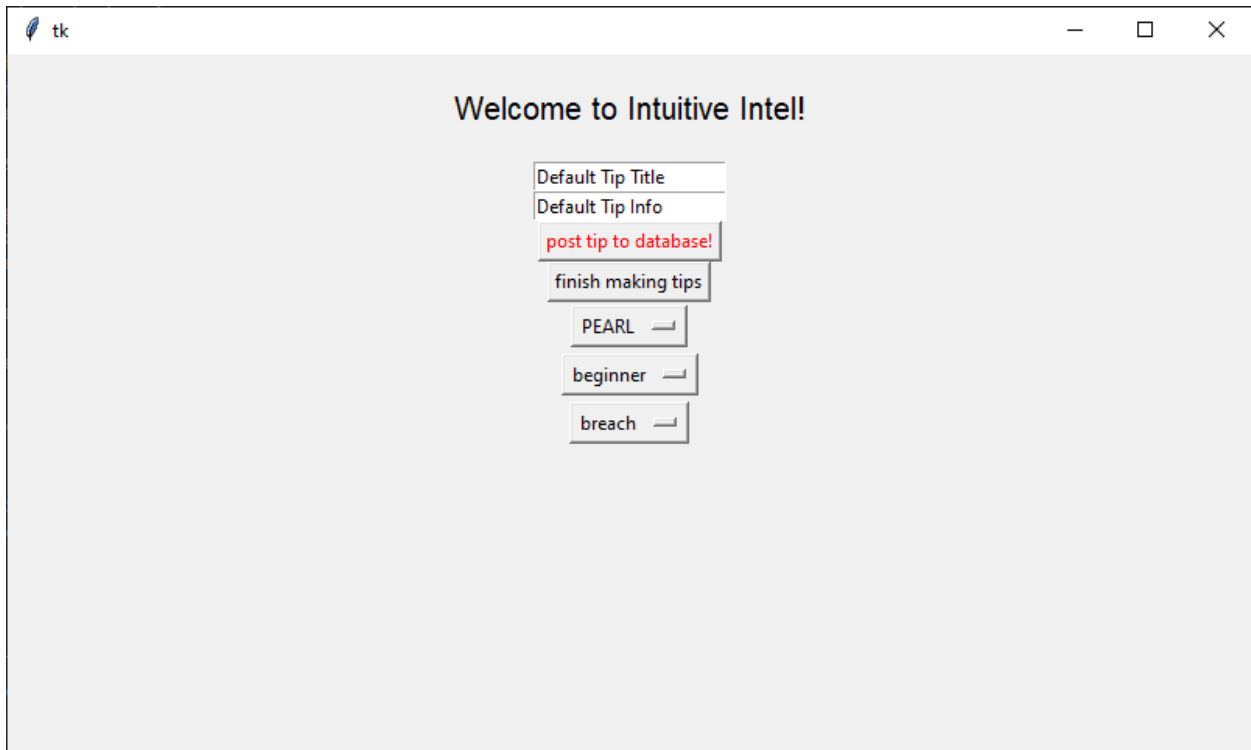 tk
Welcome to Intuitive Intel!
Default Tip Title
Default Tip Info
post tip to database!
finish making tips
PEARL
beginner
breach